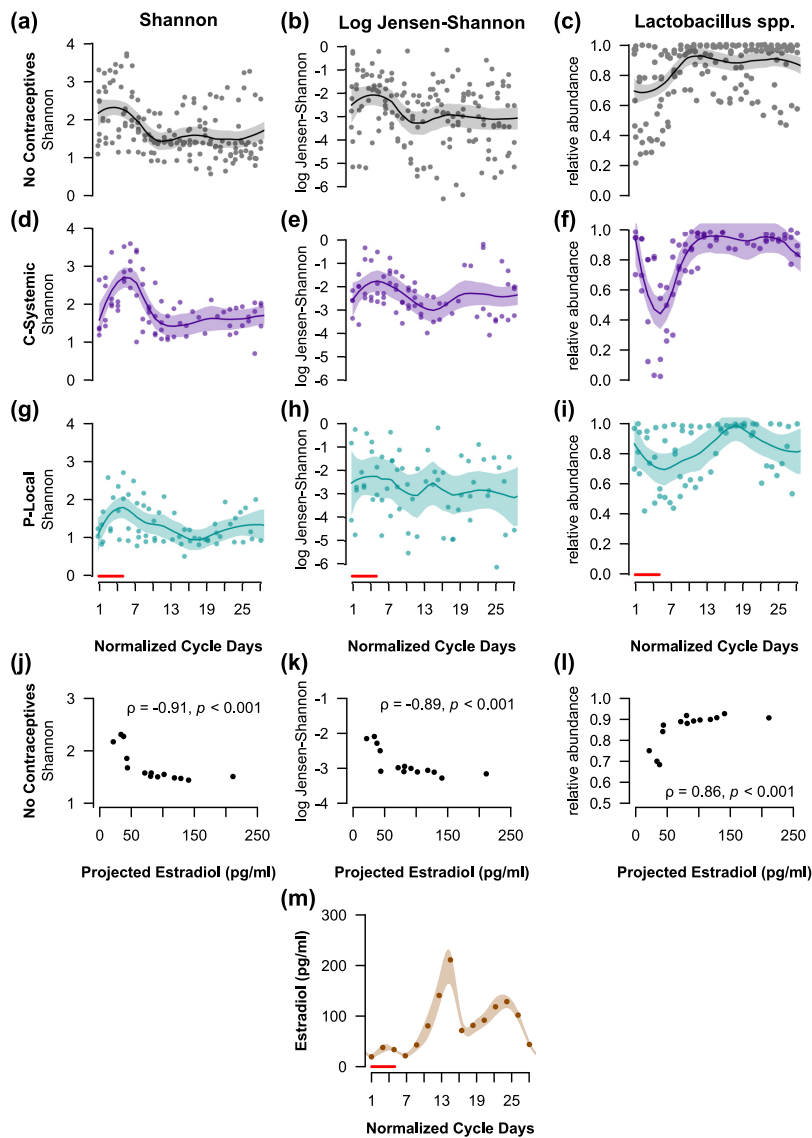 (a) Shannon (b) Log Jensen-Shannon (c) Lactobacillus spp.
No Contraceptives
Shannon
4
3
2
1
0
log Jensen-Shannon
0
-1
-2
-3
-4
-5
-6
relative abundance
1.0
0.8
0.6
0.4
0.2
0.0
(d) (e) (f)
C-Systemic
Shannon
4
3
2
1
0
log Jensen-Shannon
0
-1
-2
-3
-4
-5
-6
relative abundance
1.0
0.8
0.6
0.4
0.2
0.0
(g) (h) (i)
P-Local
Shannon
4
3
2
1
0
log Jensen-Shannon
0
-1
-2
-3
-4
-5
-6
relative abundance
1.0
0.8
0.6
0.4
0.2
0.0
1 7 13 19 25 1 7 13 19 25 1 7 13 19 25
Normalized Cycle Days Normalized Cycle Days Normalized Cycle Days
(j) (k) (l)
No Contraceptives
Shannon
3
2
1
ρ = -0.91, p < 0.001
log Jensen-Shannon
-1
-2
-3
-4
ρ = -0.89, p < 0.001
relative abundance
1.0
0.9
0.8
0.7
0.6
0.5
ρ = 0.86, p < 0.001
0 50 150 250 0 50 150 250 0 50 150 250
Projected Estradiol (pg/ml) Projected Estradiol (pg/ml) Projected Estradiol (pg/ml)
(m)
Estradiol (pg/ml)
300
200
100
0
1 7 13 19 25
Normalized Cycle Days